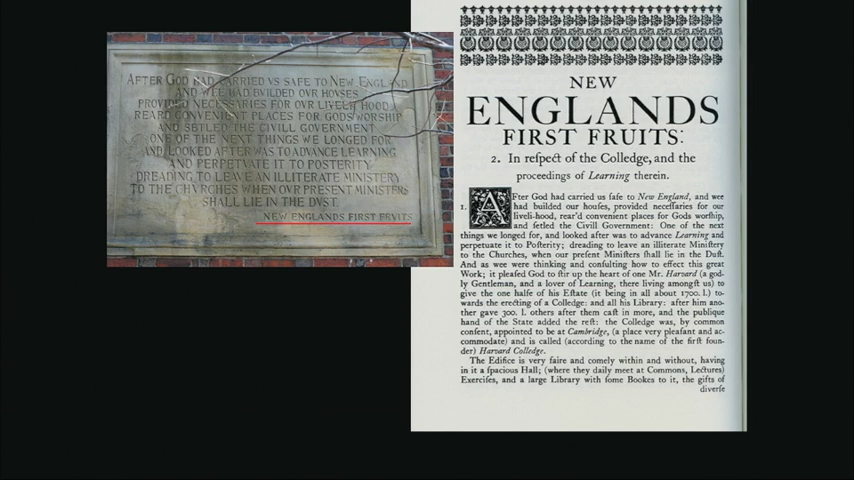 AFTER GOD HAD CARRIED VS SAFE TO NEW ENGLAND
AND WEE HAD BVILDED OVR HOVSES
PROVIDED NECESSARIES FOR OVR LIVELI HOOD
REARD CONVENIENT PLACES FOR GODS WORSHIP
AND SETLED THE CIVILL GOVERNMENT
ONE OF THE NEXT THINGS WE LONGED FOR
AND LOOKED AFTER WAS TO ADVANCE LEARNING
AND PERPETVATE IT TO POSTERITY
DREADING TO LEAVE AN ILLITERATE MINISTERY
TO THE CHVRCHES WHEN OVR PRESENT MINISTERS
SHALL LIE IN THE DVST
NEW ENGLANDS FIRST FRVITS
NEW
ENGLANDS
FIRST FRUITS:
2. In reſpect of the Colledge, and the
proceedings of Learning therein.
1. AFter God had carried us ſafe to New England, and wee
had builded our houſes, provided neceſſaries for our
liveli-hood, rear'd convenient places for Gods worſhip,
and ſetled the Civil Government: One of the next
things we longed for, and looked after was to advance Learning and
perpetuate it to Poſterity; dreading to leave an illiterate Miniſtery
to the Churches, when our preſent Miniſters ſhall lie in the Duſt.
And as wee were thinking and conſulting how to effect this great
Work; it pleaſed God to ſtir up the heart of one Mr. Harvard (a god-
ly Gentleman, and a lover of Learning, there living amongſt us) to
give the one halfe of his Eſtate (it being in all about 1700. l.) to-
wards the erecting of a Colledge: and all his Library: after him ano-
ther gave 300. l. others after them caſt in more, and the publique
hand of the State added the reſt: the Colledge was, by common
conſent, appointed to be at Cambridge, (a place very pleaſant and ac-
commodate) and is called (according to the name of the firſt foun-
der) Harvard Colledge.
The Edifice is very faire and comely within and without, having
in it a ſpacious Hall; (where they daily meet at Commons, Lectures)
Exerciſes, and a large Library with ſome Bookes to it, the gifts of
diverſe